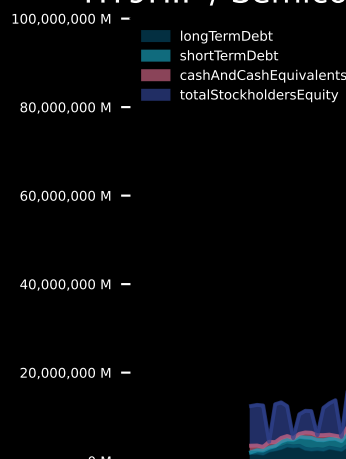 100,000,000 M
longTermDebt
shortTermDebt
cashAndCashEquivalents
totalStockholdersEquity
80,000,000 M
60,000,000 M
40,000,000 M
20,000,000 M
0 M